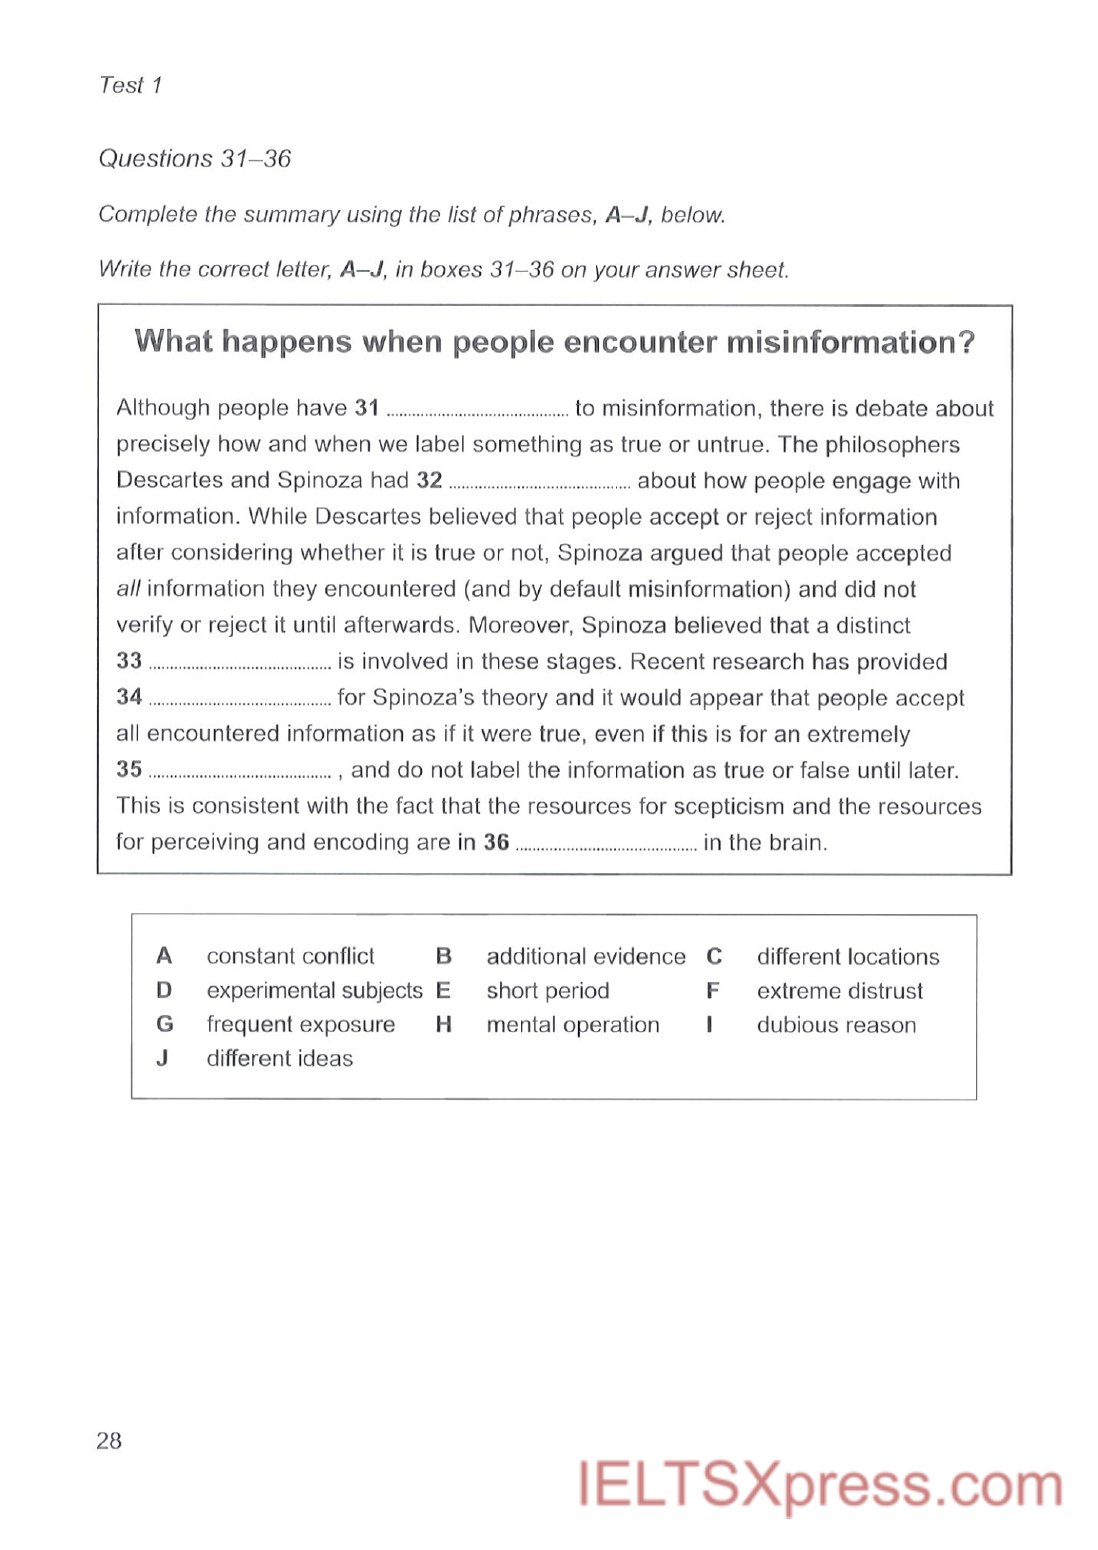 Test 1
Questions 31–36
Complete the summary using the list of phrases, A–J, below.
Write the correct letter, A–J, in boxes 31–36 on your answer sheet.
What happens when people encounter misinformation?
Although people have 31 ........................................ to misinformation, there is debate about
precisely how and when we label something as true or untrue. The philosophers
Descartes and Spinoza had 32 ........................................ about how people engage with
information. While Descartes believed that people accept or reject information
after considering whether it is true or not, Spinoza argued that people accepted
all information they encountered (and by default misinformation) and did not
verify or reject it until afterwards. Moreover, Spinoza believed that a distinct
33 ........................................ is involved in these stages. Recent research has provided
34 ........................................ for Spinoza's theory and it would appear that people accept
all encountered information as if it were true, even if this is for an extremely
35 ........................................ , and do not label the information as true or false until later.
This is consistent with the fact that the resources for scepticism and the resources
for perceiving and encoding are in 36 ........................................ in the brain.
A constant conflict B additional evidence C different locations
D experimental subjects E short period F extreme distrust
G frequent exposure H mental operation I dubious reason
J different ideas
28
IELTSXpress.com